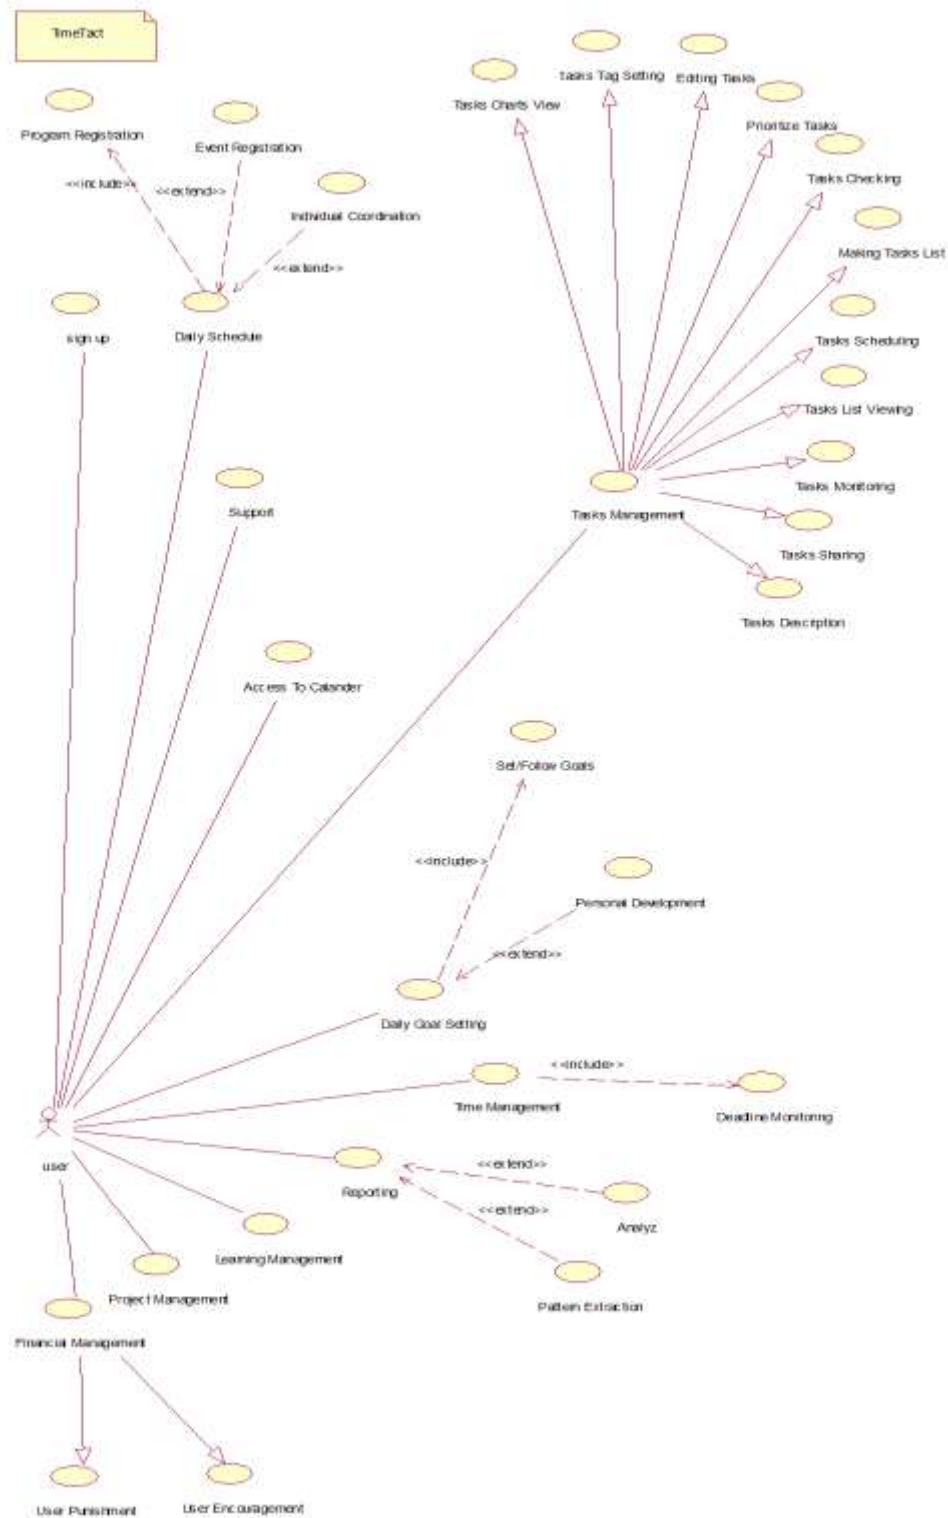 TimeTact
Tasks Charts View
tasks Tag Setting
Editing Tasks
Program Registration
Event Registration
Prioritize Tasks
<<include>>
<<extend>>
Tasks Checking
Individual Coordination
<<extend>>
Making Tasks List
sign up
Daily Schedule
Tasks Scheduling
Tasks List Viewing
Tasks Monitoring
Support
Tasks Management
Tasks Sharing
Tasks Description
Access To Calander
Set/Follow Goals
<<include>>
Personal Development
<<extend>>
Daily Goal Setting
<<include>>
Time Management
Deadline Monitoring
user
<<extend>>
Reporting
<<extend>>
Analyz
Learning Management
Project Management
Pattern Extraction
Financial Management
User Punishment
User Encouragement